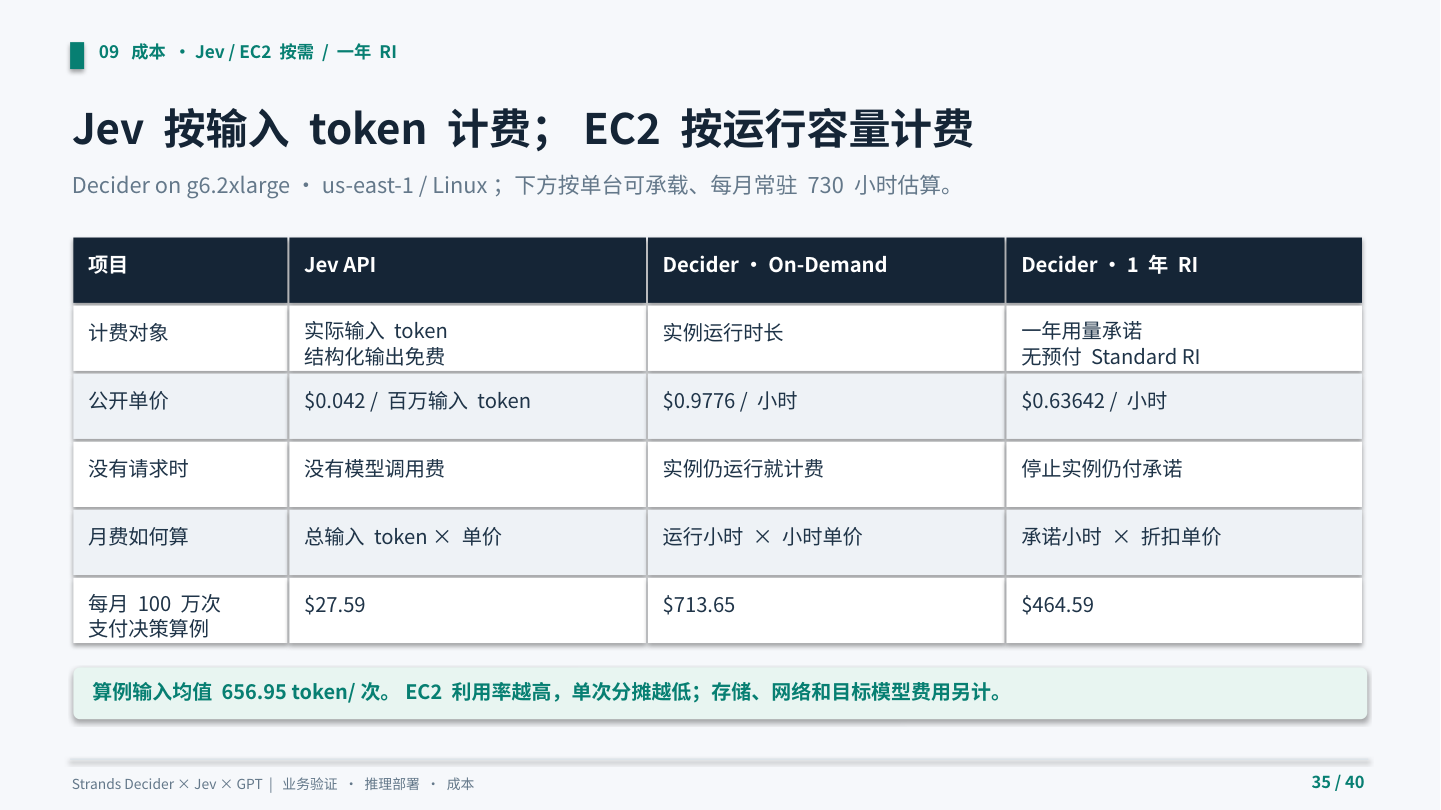 09 成本 · Jev / EC2 按需 / 一年 RI
Jev 按输入 token 计费； EC2 按运行容量计费
Decider on g6.2xlarge · us-east-1 / Linux；下方按单台可承载、每月常驻 730 小时估算。
项目 Jev API Decider · On-Demand Decider · 1 年 RI
计费对象 实际输入 token 实例运行时长 一年用量承诺
结构化输出免费 无预付 Standard RI
公开单价 $0.042 / 百万输入 token $0.9776 / 小时 $0.63642 / 小时
没有请求时 没有模型调用费 实例仍运行就计费 停止实例仍付承诺
月费如何算 总输入 token × 单价 运行小时 × 小时单价 承诺小时 × 折扣单价
每月 100 万次 $27.59 $713.65 $464.59
支付决策算例
算例输入均值 656.95 token/ 次。 EC2 利用率越高，单次分摊越低；存储、网络和目标模型费用另计。
Strands Decider × Jev × GPT | 业务验证 · 推理部署 · 成本
35 / 40